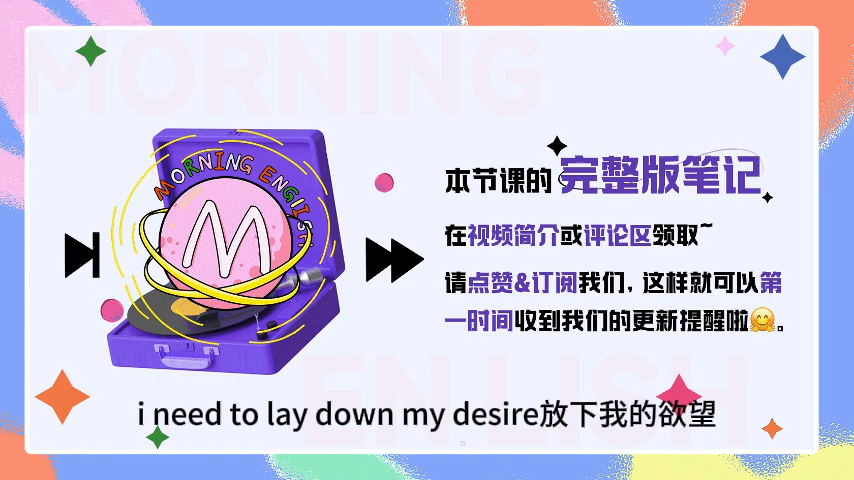 MORNING
MORNING ENGLISH
M
本节课的 完整版笔记
在视频简介或评论区领取~
请点赞&订阅我们，这样就可以第
一时间收到我们的更新提醒啦🤗。
ENGLISH
i need to lay down my desire放下我的欲望